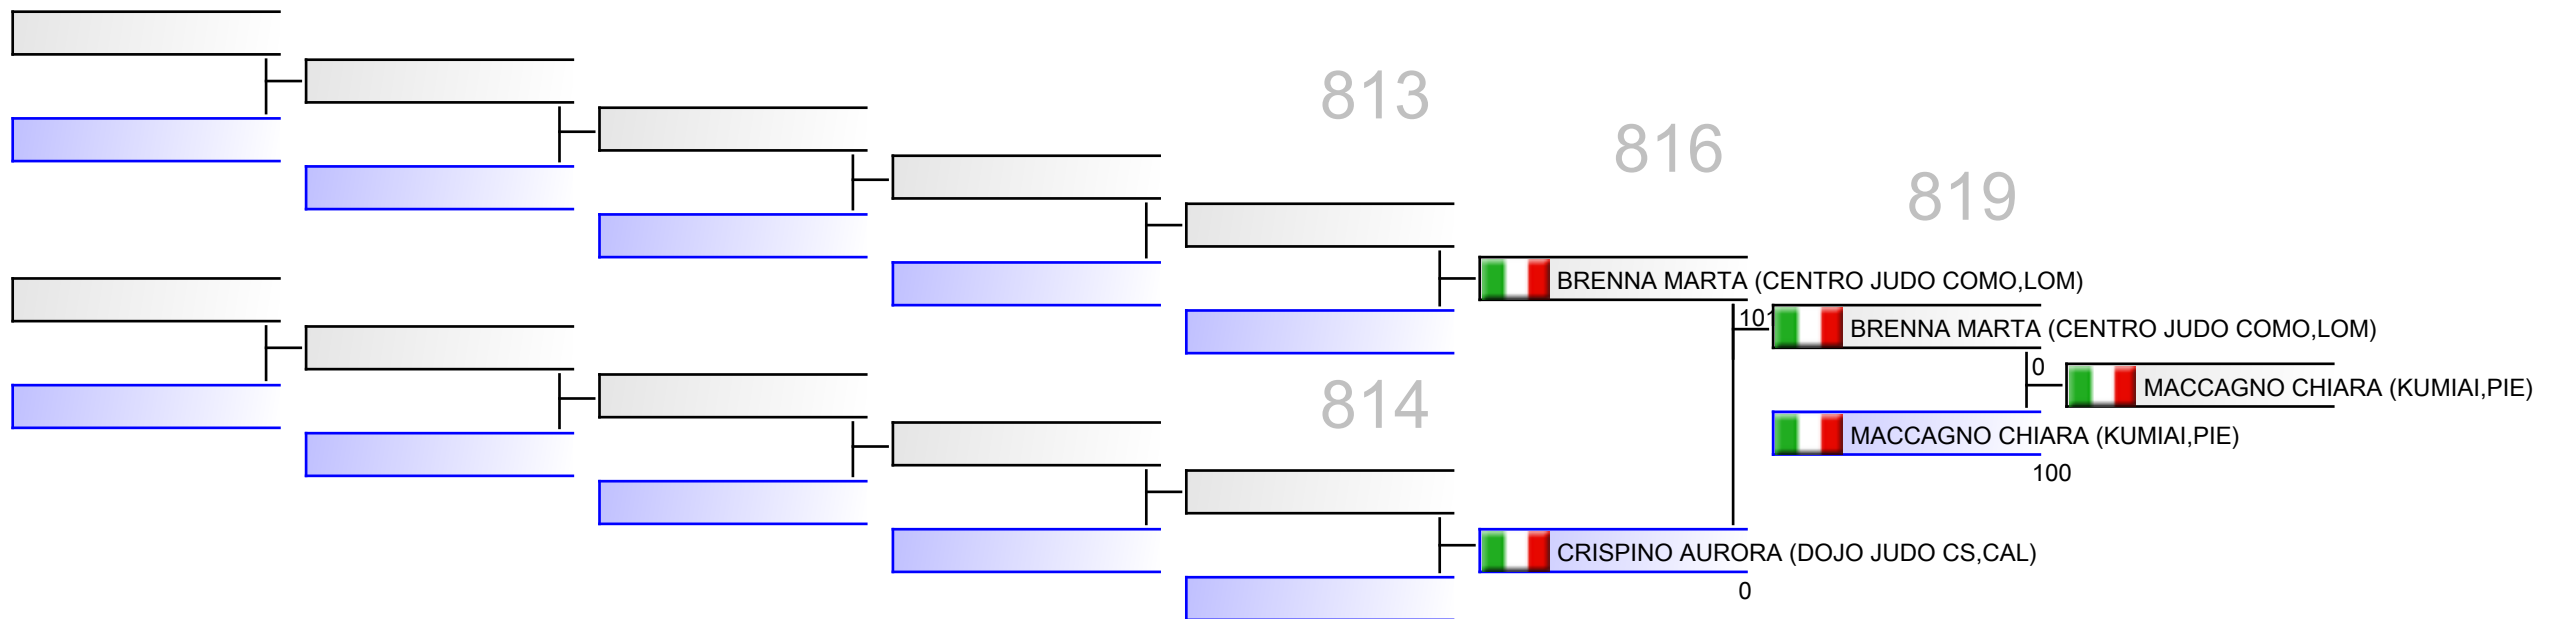 813
816
819
BRENNA MARTA (CENTRO JUDO COMO,LOM)
101
BRENNA MARTA (CENTRO JUDO COMO,LOM)
0
MACCAGNO CHIARA (KUMIAI,PIE)
814
MACCAGNO CHIARA (KUMIAI,PIE)
100
CRISPINO AURORA (DOJO JUDO CS,CAL)
0